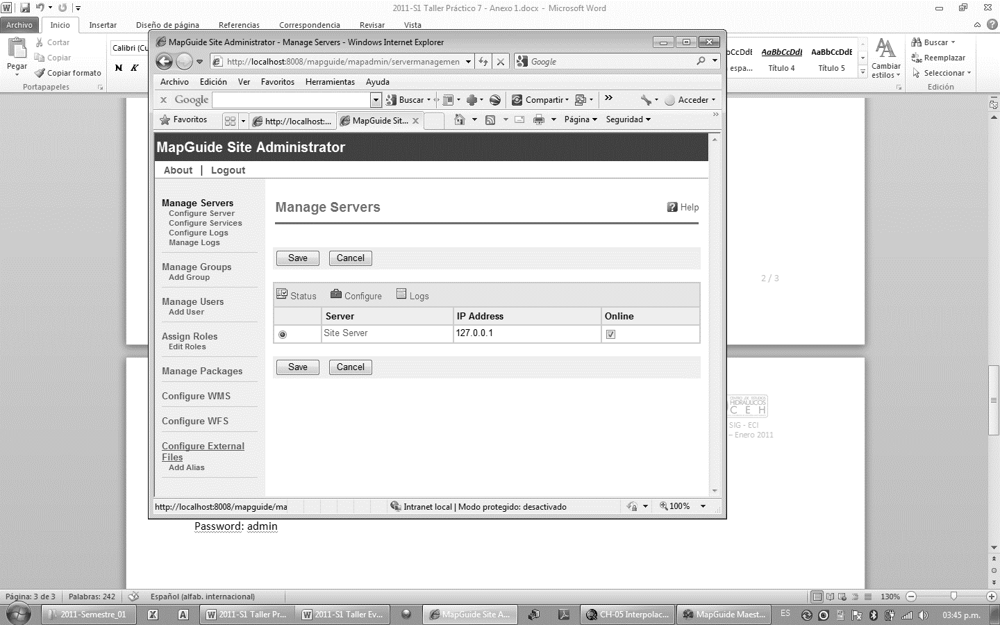 2011-S1 Taller Práctico 7 - Anexo 1.docx - Microsoft Word
Archivo Inicio Insertar Diseño de página Referencias Correspondencia Revisar Vista
Pegar
Cortar
Copiar
Copiar formato
Portapapeles
Calibri (Cu
N K
AaBbCcDdI AaBbCcDdE
espa... Título 4 Título 5
Cambiar
estilos
Buscar
Reemplazar
Seleccionar
Edición
MapGuide Site Administrator - Manage Servers - Windows Internet Explorer
http://localhost:8008/mapguide/mapadmin/servermanagemen
Google
Archivo Edición Ver Favoritos Herramientas Ayuda
x Google Buscar Compartir Acceder
Favoritos http://localhost:... MapGuide Sit... Página Seguridad
MapGuide Site Administrator
About | Logout
Manage Servers
Configure Server
Configure Services
Configure Logs
Manage Logs
Manage Groups
Add Group
Manage Users
Add User
Assign Roles
Edit Roles
Manage Packages
Configure WMS
Configure WFS
Configure External
Files
Add Alias
Manage Servers
Help
Save Cancel
Status Configure Logs
Server IP Address Online
Site Server 127.0.0.1
Save Cancel
http://localhost:8008/mapguide/ma Intranet local | Modo protegido: desactivado 100%
2 / 3
CENTRO DE ESTUDIOS
HIDRAULICOS
C E H
SIG - ECI
– Enero 2011
Password: admin
Página: 3 de 3 Palabras: 242 Español (alfab. internacional) 130%
2011-Semestre_01 2011-S1 Taller Pr... 2011-S1 Taller Ev... MapGuide Site A... CH-05 Interpolac... MapGuide Maest... ES 03:45 p.m.